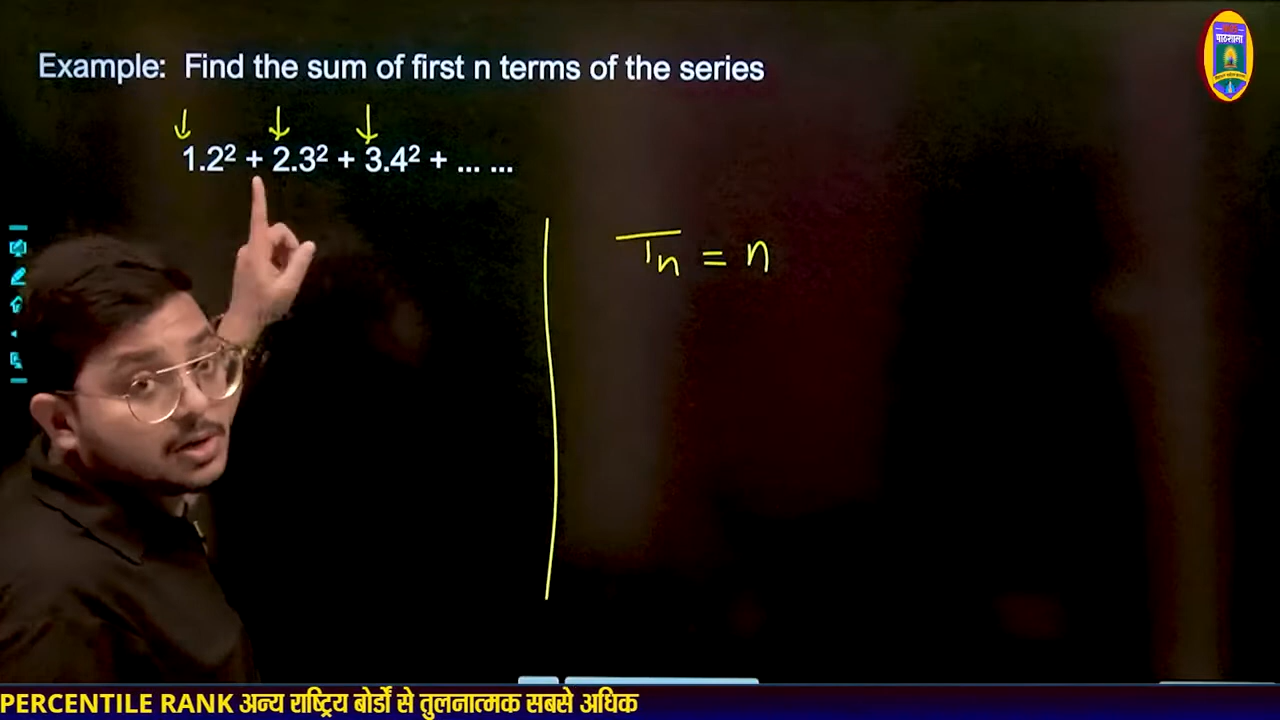 Example: Find the sum of first n terms of the series
1.2² + 2.3² + 3.4² + ... ...
Tn = n
पाठशाला
PERCENTILE RANK अन्य राष्ट्रिय बोर्डों से तुलनात्मक सबसे अधिक